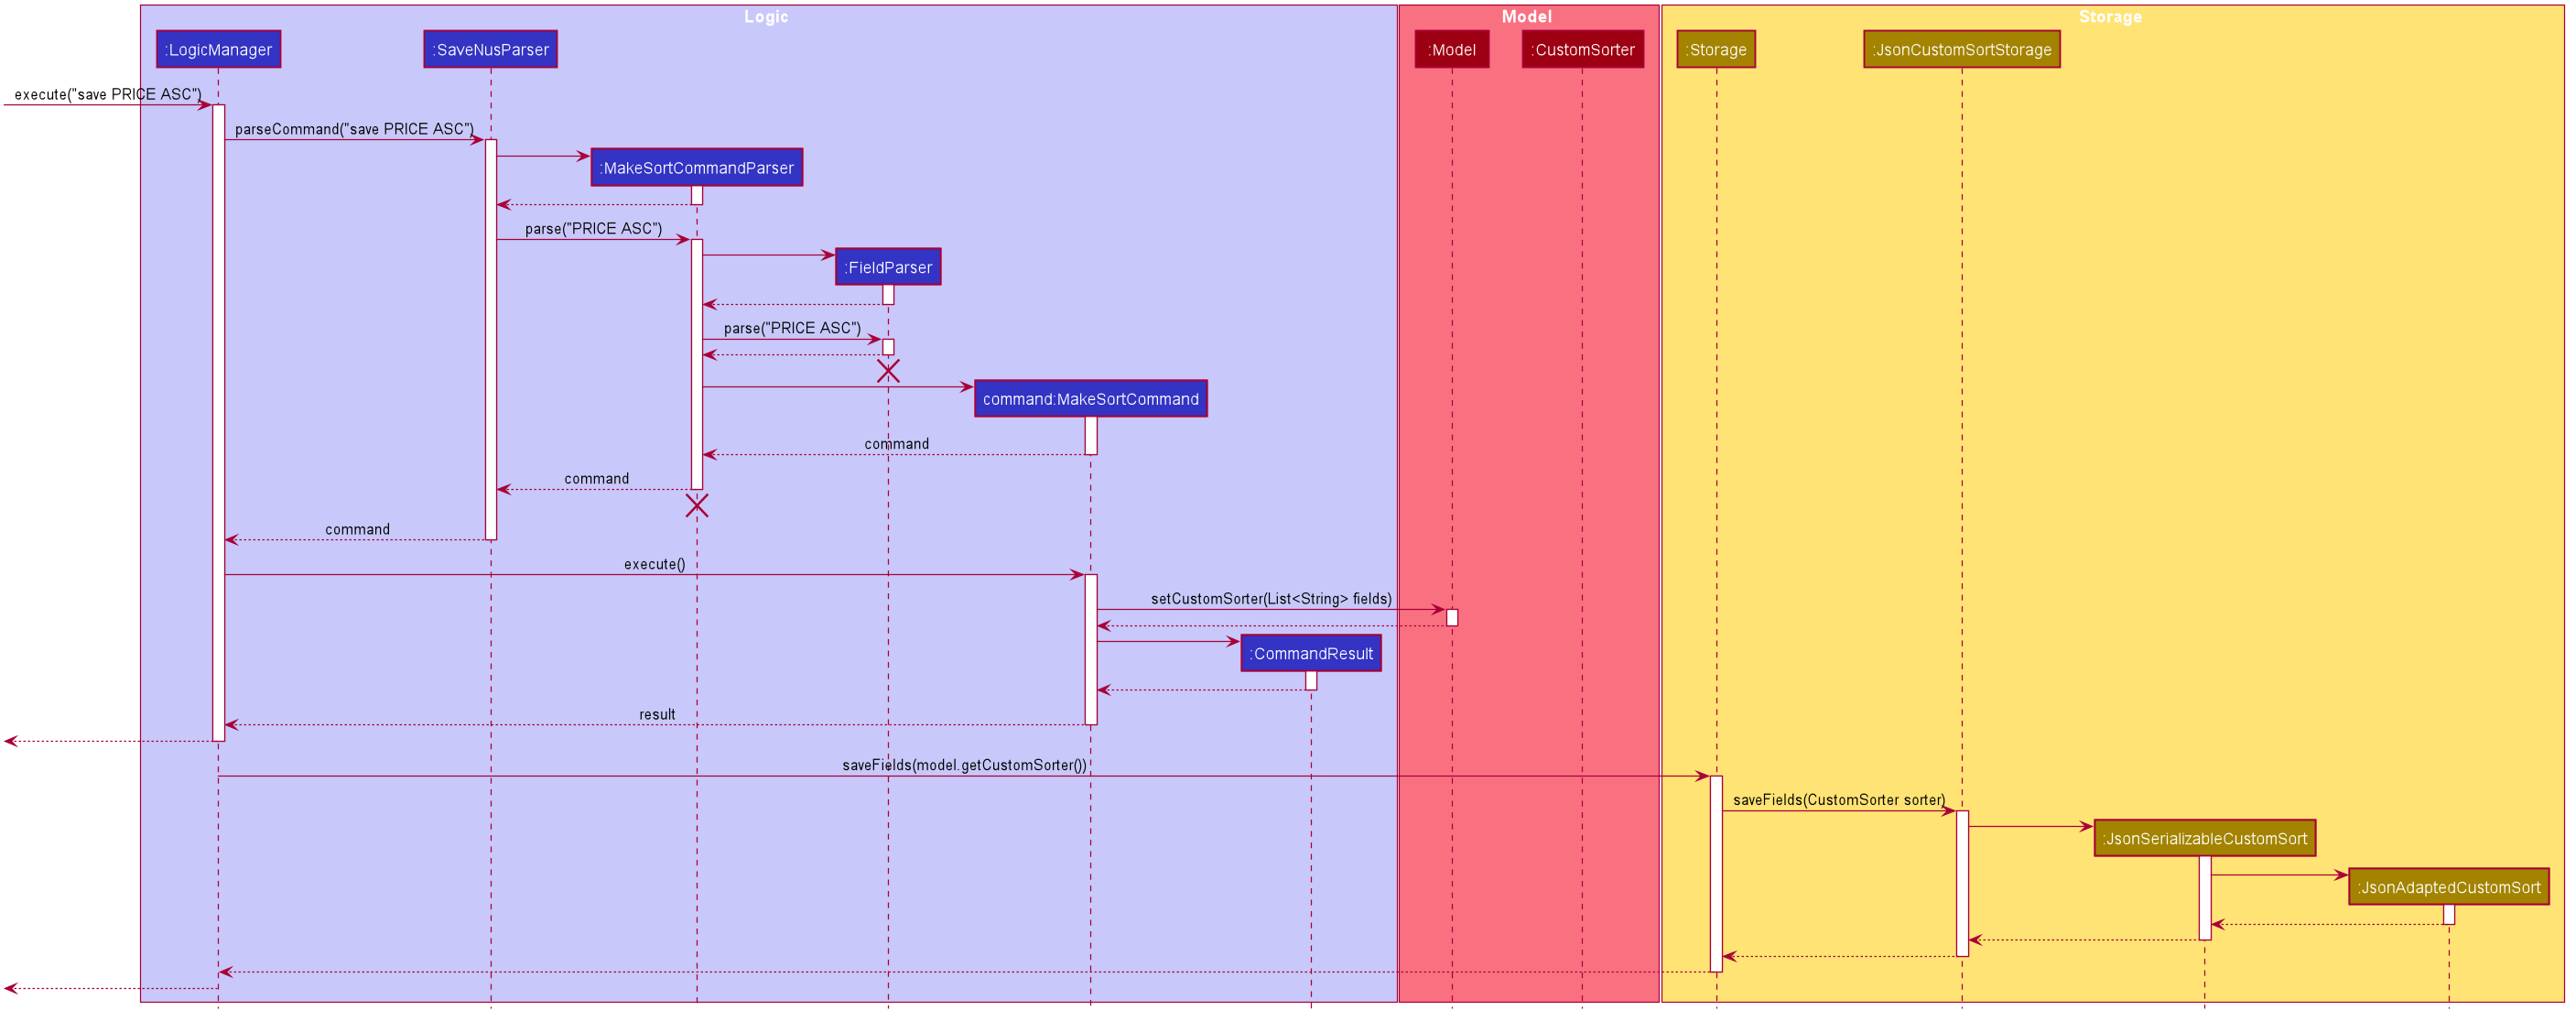 Logic
Model
Storage
:LogicManager
:SaveNusParser
:Model
:CustomSorter
:Storage
:JsonCustomSortStorage
execute("save PRICE ASC")
parseCommand("save PRICE ASC")
:MakeSortCommandParser
parse("PRICE ASC")
:FieldParser
parse("PRICE ASC")
command:MakeSortCommand
command
command
command
execute()
setCustomSorter(List<String> fields)
:CommandResult
result
saveFields(model.getCustomSorter())
saveFields(CustomSorter sorter)
:JsonSerializableCustomSort
:JsonAdaptedCustomSort